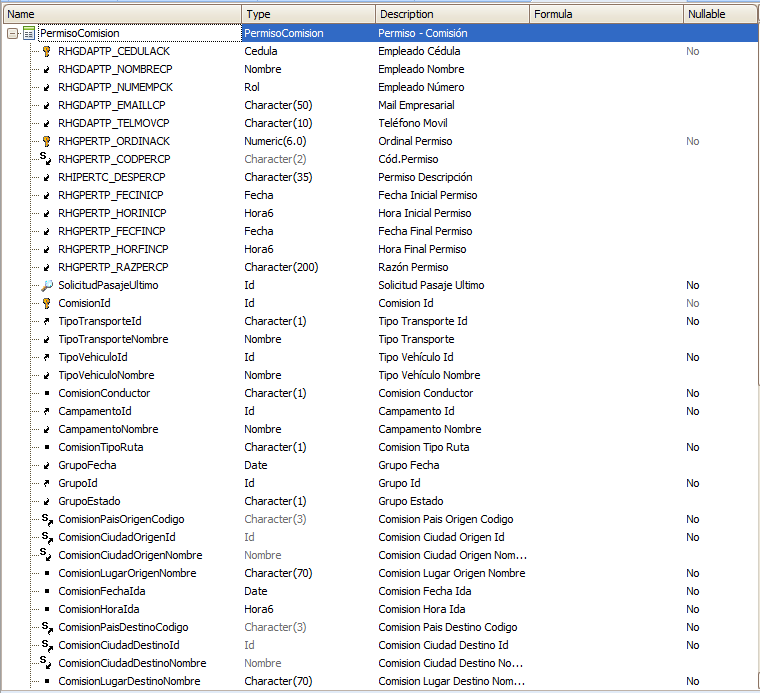 Name Type Description Formula Nullable
PermisoComision PermisoComision Permiso - Comisión
RHGDAPTP_CEDULACK Cedula Empleado Cédula No
RHGDAPTP_NOMBRECP Nombre Empleado Nombre
RHGDAPTP_NUMEMPCK Rol Empleado Número
RHGDAPTP_EMAILLCP Character(50) Mail Empresarial
RHGDAPTP_TELMOVCP Character(10) Teléfono Movil
RHGPERTP_ORDINACK Numeric(6.0) Ordinal Permiso No
RHGPERTP_CODPERCP Character(2) Cód.Permiso
RHIPERTC_DESPERCP Character(35) Permiso Descripción
RHGPERTP_FECINICP Fecha Fecha Inicial Permiso
RHGPERTP_HORINICP Hora6 Hora Inicial Permiso
RHGPERTP_FECFINCP Fecha Fecha Final Permiso
RHGPERTP_HORFINCP Hora6 Hora Final Permiso
RHGPERTP_RAZPERCP Character(200) Razón Permiso
SolicitudPasajeUltimo Id Solicitud Pasaje Ultimo No
ComisionId Id Comision Id No
TipoTransporteId Character(1) Tipo Transporte Id No
TipoTransporteNombre Nombre Tipo Transporte
TipoVehiculoId Id Tipo Vehículo Id No
TipoVehiculoNombre Nombre Tipo Vehículo Nombre
ComisionConductor Character(1) Comision Conductor No
CampamentoId Id Campamento Id No
CampamentoNombre Nombre Campamento Nombre
ComisionTipoRuta Character(1) Comision Tipo Ruta No
GrupoFecha Date Grupo Fecha
GrupoId Id Grupo Id No
GrupoEstado Character(1) Grupo Estado
ComisionPaisOrigenCodigo Character(3) Comision Pais Origen Codigo No
ComisionCiudadOrigenId Id Comision Ciudad Origen Id No
ComisionCiudadOrigenNombre Nombre Comision Ciudad Origen Nom...
ComisionLugarOrigenNombre Character(70) Comision Lugar Origen Nombre No
ComisionFechaIda Date Comision Fecha Ida No
ComisionHoraIda Hora6 Comision Hora Ida No
ComisionPaisDestinoCodigo Character(3) Comision Pais Destino Codigo No
ComisionCiudadDestinoId Id Comision Ciudad Destino Id No
ComisionCiudadDestinoNombre Nombre Comision Ciudad Destino No...
ComisionLugarDestinoNombre Character(70) Comision Lugar Destino Nom... No